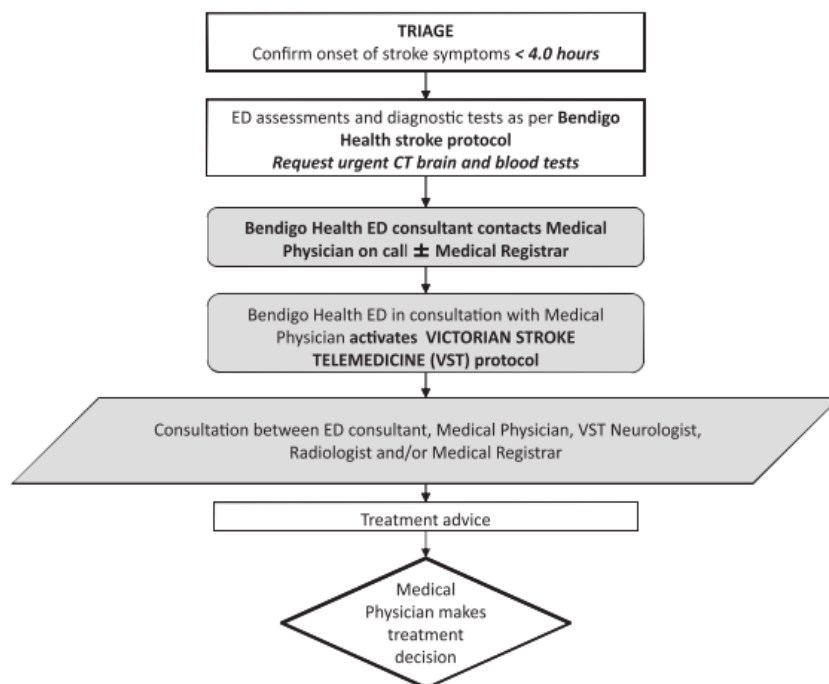 TRIAGE
Confirm onset of stroke symptoms < 4.0 hours
ED assessments and diagnostic tests as per Bendigo
Health stroke protocol
Request urgent CT brain and blood tests
Bendigo Health ED consultant contacts Medical
Physician on call ± Medical Registrar
Bendigo Health ED in consultation with Medical
Physician activates VICTORIAN STROKE
TELEMEDICINE (VST) protocol
Consultation between ED consultant, Medical Physician, VST Neurologist,
Radiologist and/or Medical Registrar
Treatment advice
Medical
Physician makes
treatment
decision